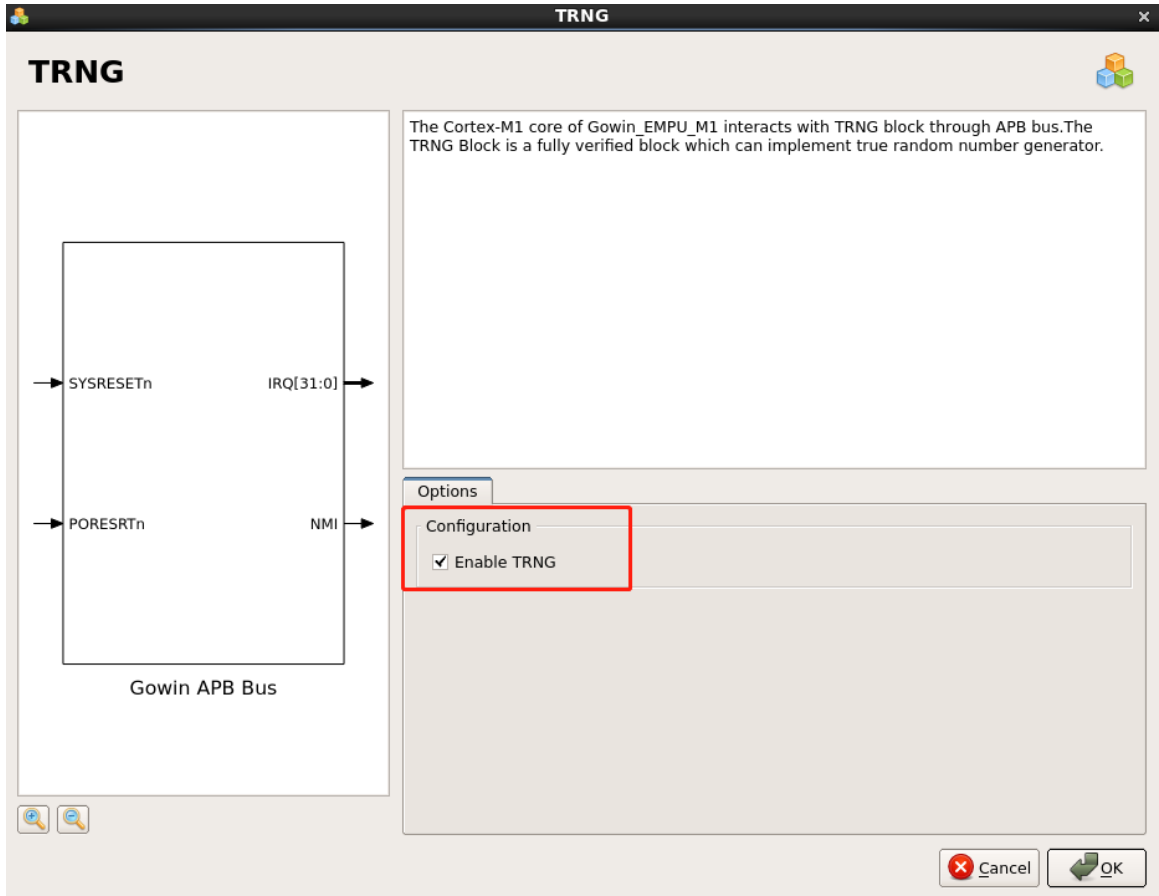 TRNG
TRNG
The Cortex-M1 core of Gowin_EMPU_M1 interacts with TRNG block through APB bus.The
TRNG Block is a fully verified block which can implement true random number generator.
SYSRESETn
IRQ[31:0]
PORESRTn
NMI
Gowin APB Bus
Options
Configuration
Enable TRNG
Cancel
OK